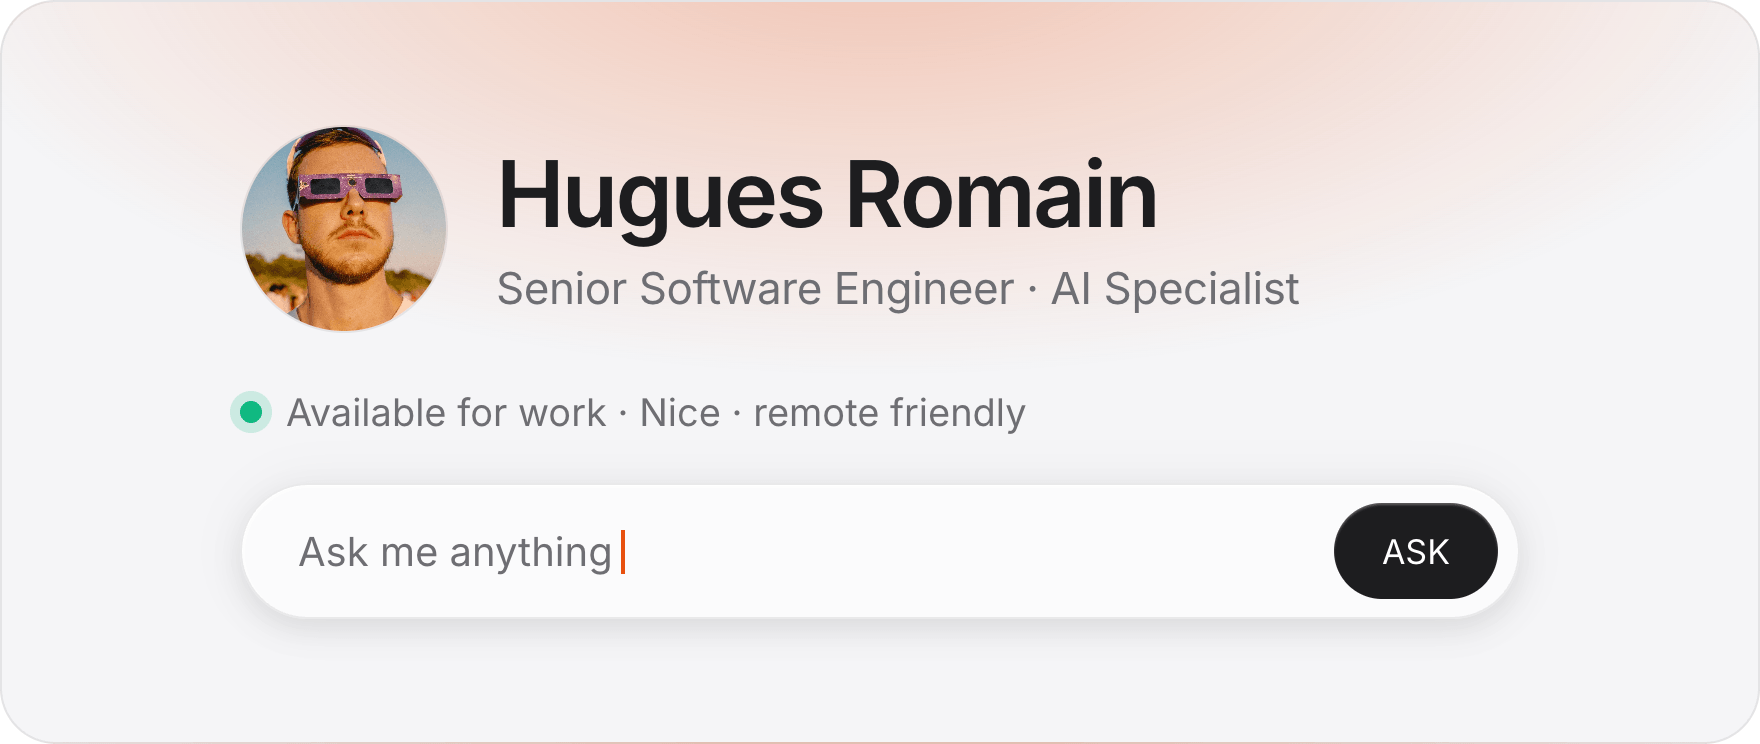 Hugues Romain
Senior Software Engineer · AI Specialist
Available for work · Nice · remote friendly
Ask me anything
ASK